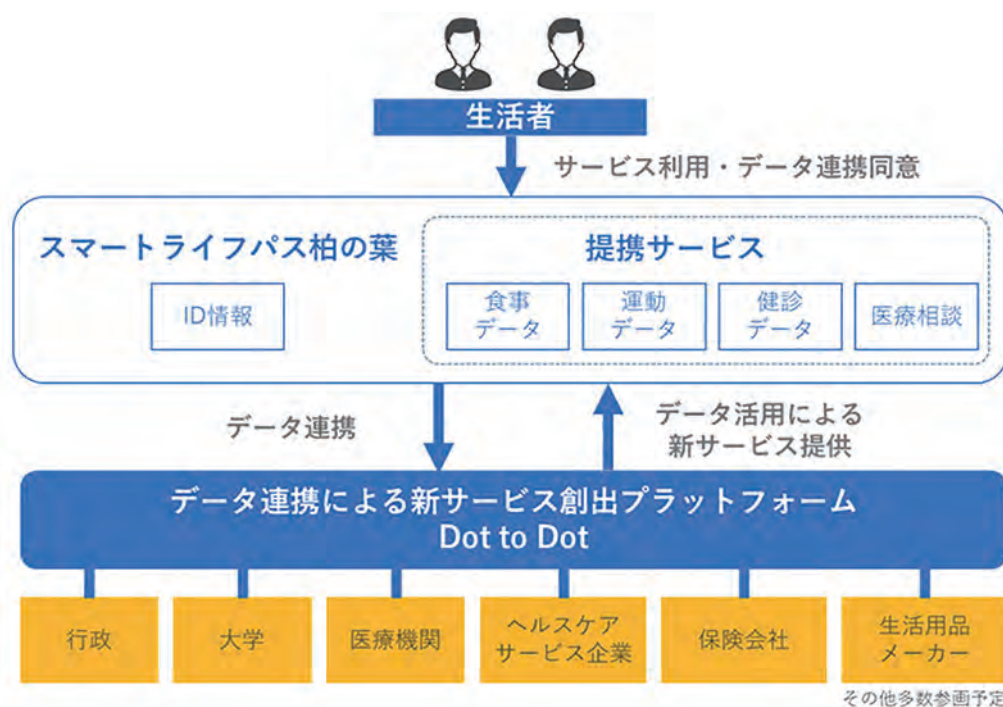 生活者
サービス利用・データ連携同意
スマートライフパス柏の葉
ID情報
提携サービス
食事
データ
運動
データ
健診
データ
医療相談
データ連携
データ活用による
新サービス提供
データ連携による新サービス創出プラットフォーム
Dot to Dot
行政
大学
医療機関
ヘルスケア
サービス企業
保険会社
生活用品
メーカー
その他多数参画予定